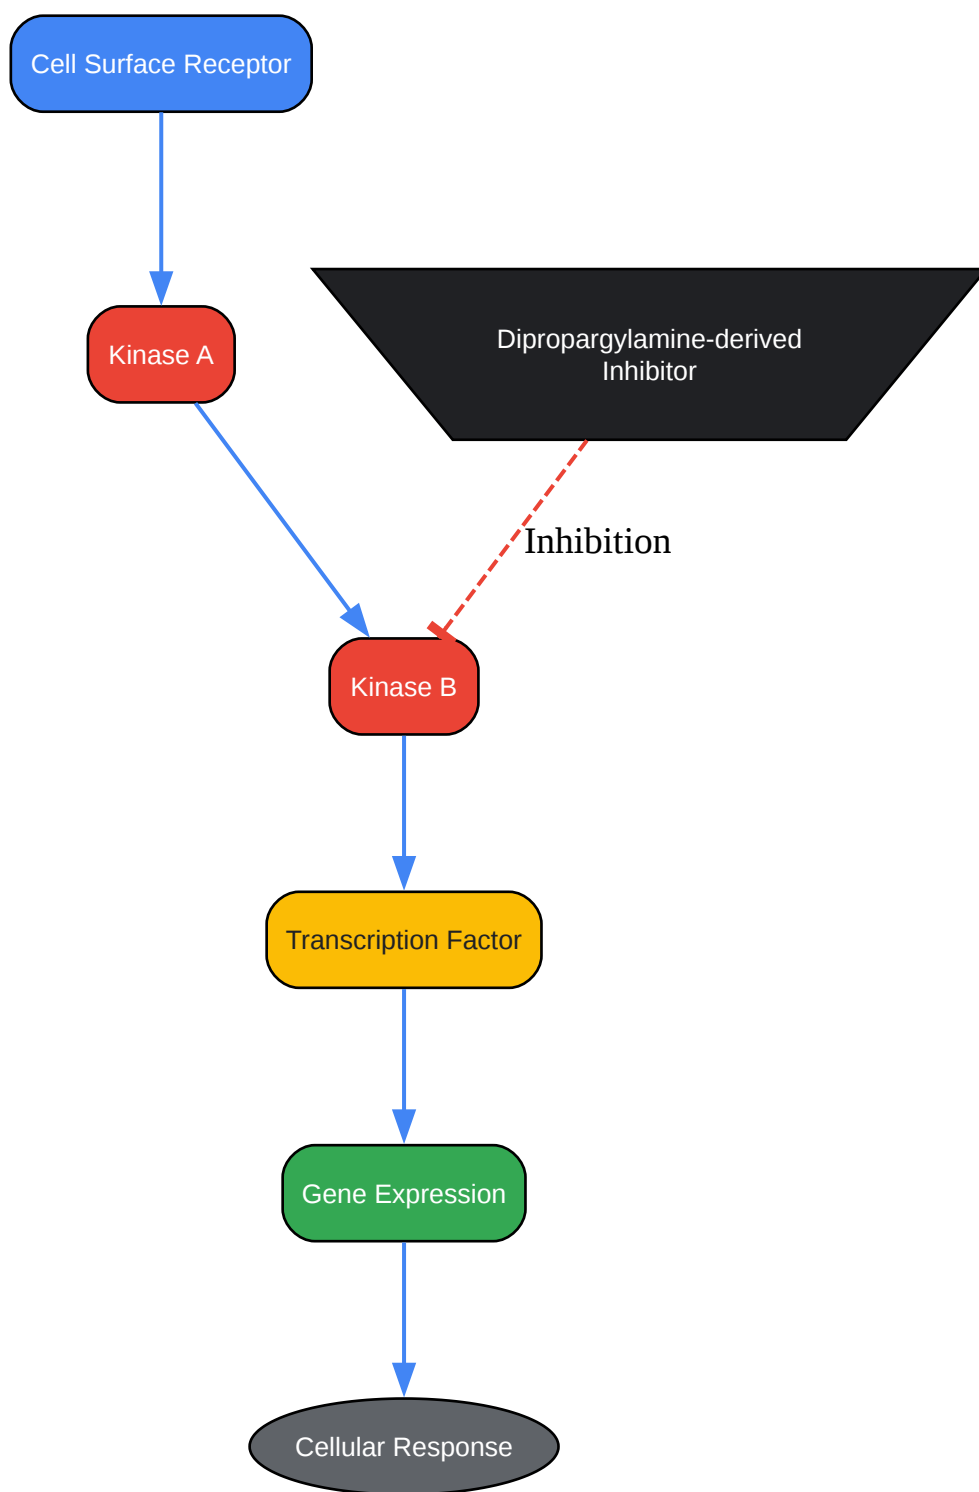 Cell Surface Receptor
Kinase A
Dipropargylamine-derived
Inhibitor
Inhibition
Kinase B
Transcription Factor
Gene Expression
Cellular Response